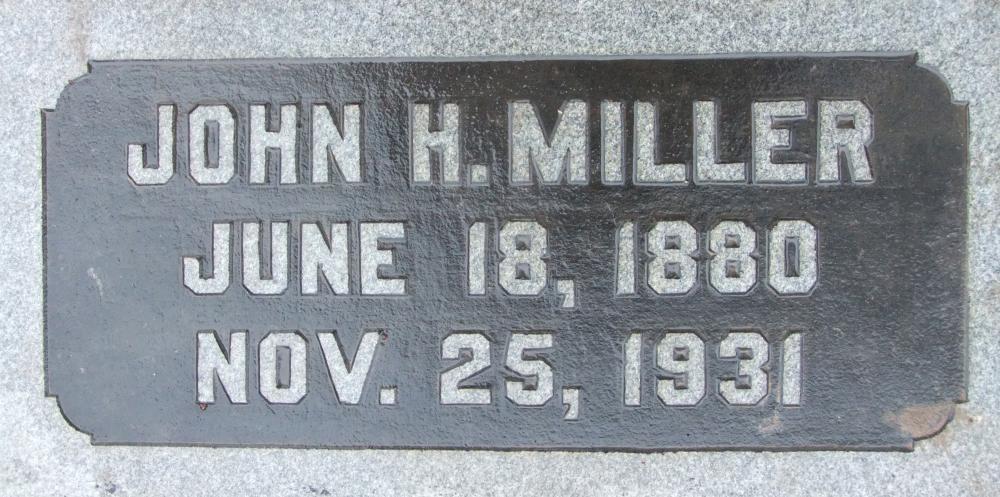 JOHN H. MILLER
JUNE 18, 1880
NOV. 25, 1931